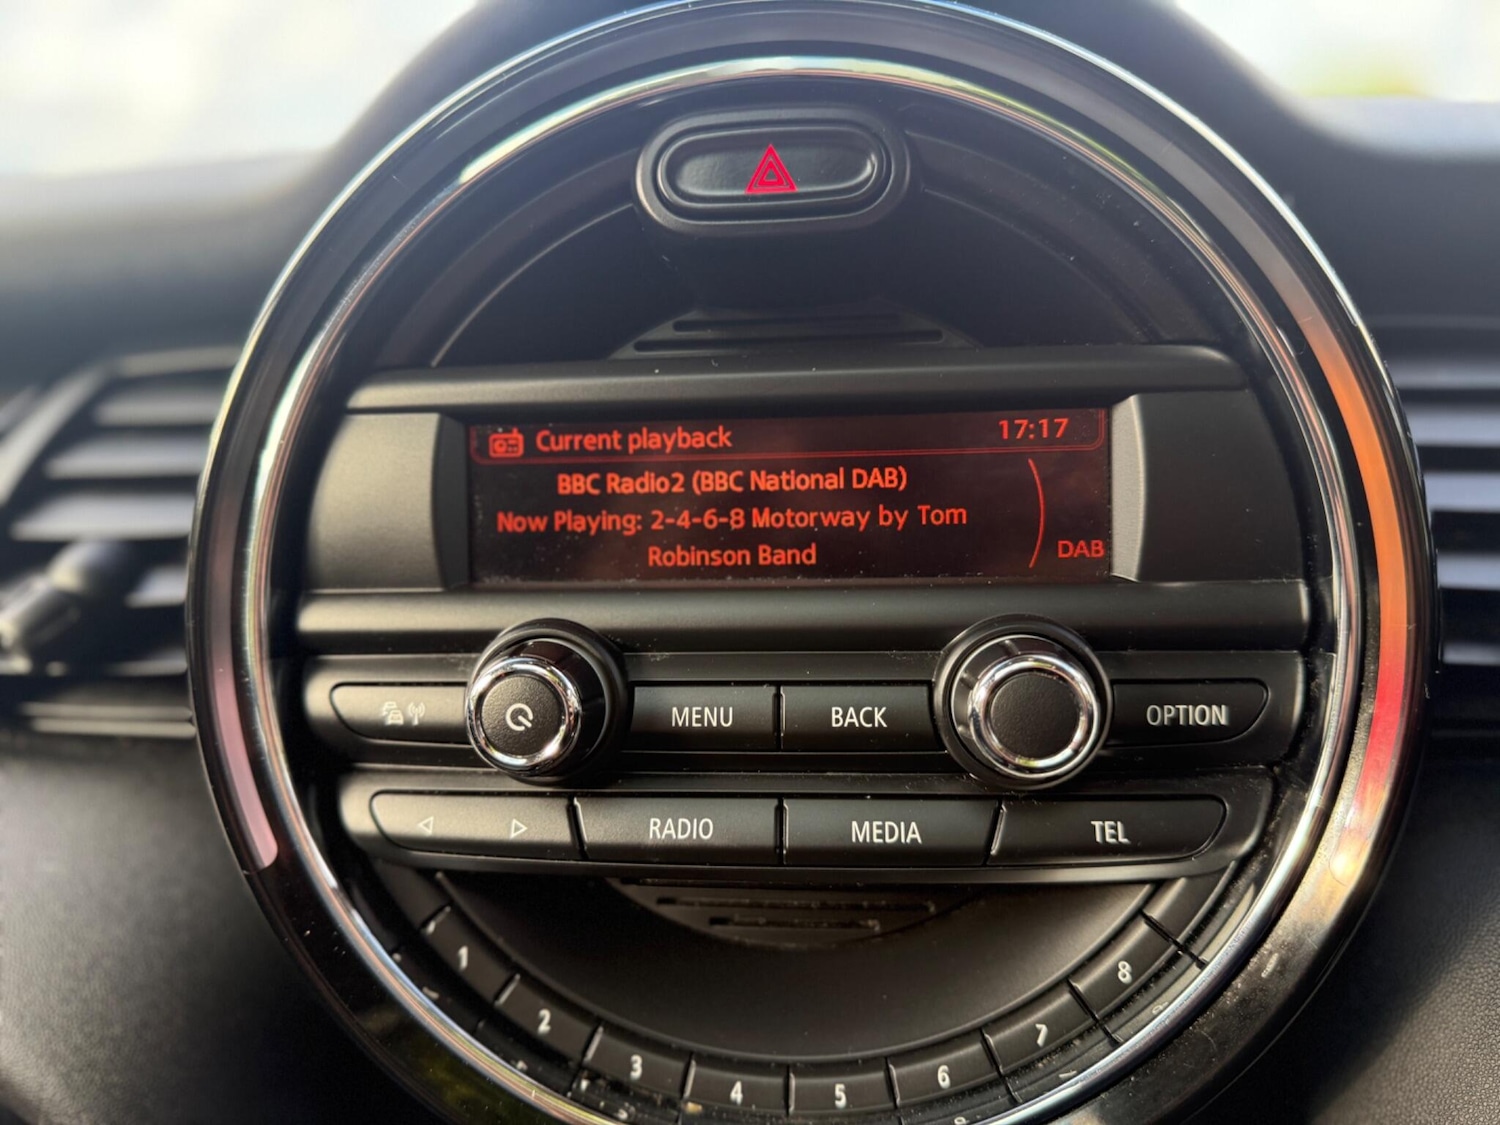 Current playback 17:17
BBC Radio2 (BBC National DAB)
Now Playing: 2-4-6-8 Motorway by Tom
Robinson Band
DAB
MENU
BACK
OPTION
RADIO
MEDIA
TEL
1
2
3
4
5
6
7
8